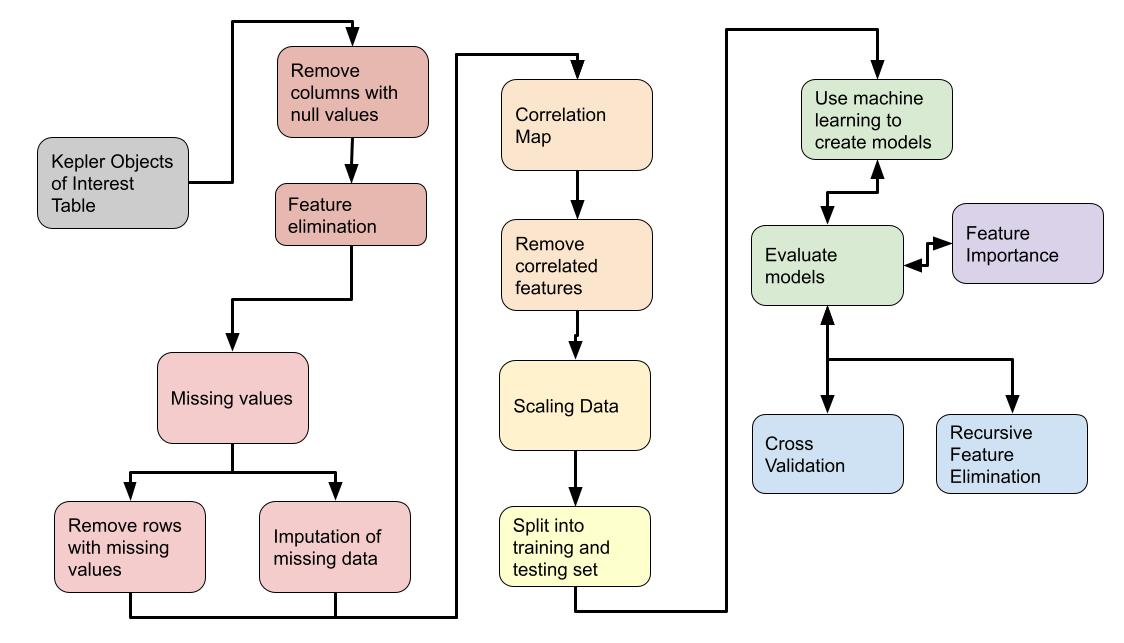 Kepler Objects
of Interest
Table
Remove
columns with
null values
Feature
elimination
Missing values
Remove rows
with missing
values
Imputation of
missing data
Correlation
Map
Remove
correlated
features
Scaling Data
Split into
training and
testing set
Use machine
learning to
create models
Evaluate
models
Feature
Importance
Cross
Validation
Recursive
Feature
Elimination